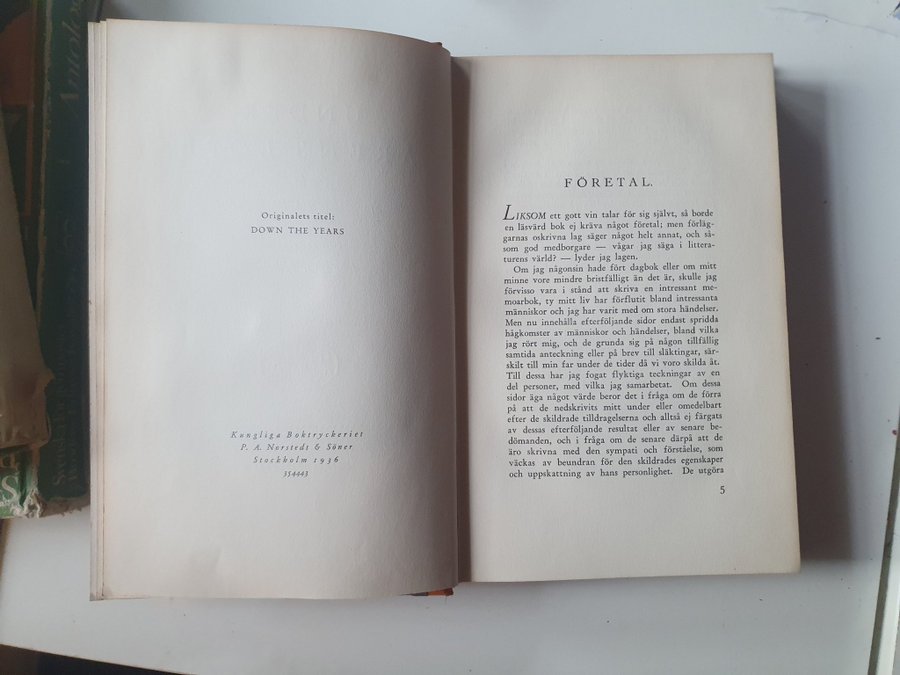 Originalets titel:
DOWN THE YEARS
Kungliga Boktryckeriet
P. A. Norstedt & Söner
Stockholm 1936
354443
FÖRETAL.
LIKSOM ett gott vin talar för sig självt, så borde
en läsvärd bok ej kräva något företal; men förläg-
garnas oskrivna lag säger något helt annat, och så-
som god medborgare — vågar jag säga i littera-
turens värld? — lyder jag lagen.
Om jag någonsin hade fört dagbok eller om mitt
minne vore mindre bristfälligt än det är, skulle jag
förvisso vara i stånd att skriva en intressant me-
moarbok, ty mitt liv har förflutit bland intressanta
människor och jag har varit med om stora händelser.
Men nu innehålla efterföljande sidor endast spridda
hågkomster av människor och händelser, bland vilka
jag rört mig, och de grunda sig på någon tillfällig
samtida anteckning eller på brev till släktingar, sär-
skilt till min far under de tider då vi voro skilda åt.
Till dessa har jag fogat flyktiga teckningar av en
del personer, med vilka jag samarbetat. Om dessa
sidor äga något värde beror det i fråga om de förra
på att de nedskrivits mitt under eller omedelbart
efter de skildrade tilldragelserna och alltså ej färgats
av dessas efterföljande resultat eller av senare be-
dömanden, och i fråga om de senare därpå att de
äro skrivna med den sympati och förståelse, som
väckas av beundran för den skildrades egenskaper
och uppskattning av hans personlighet. De utgöra
5